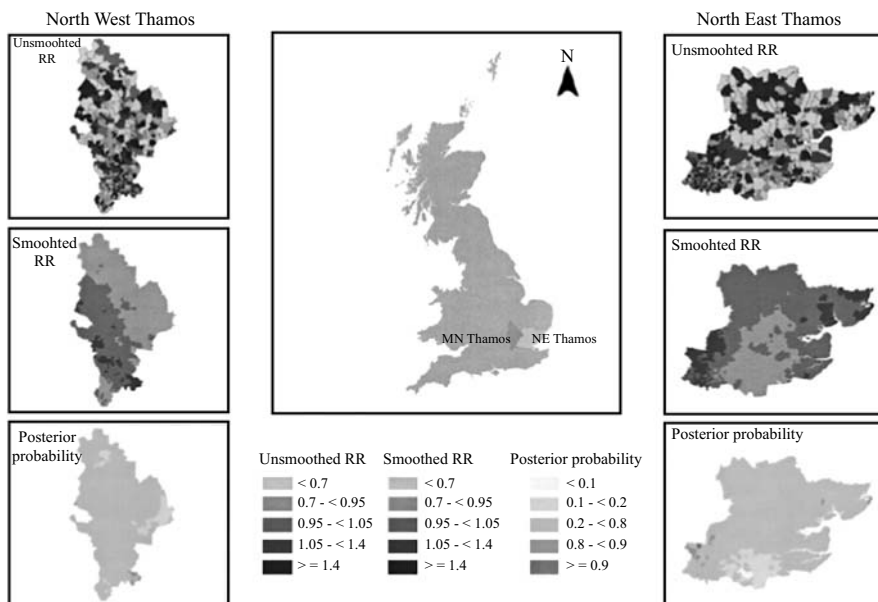 North West Thamos
North East Thamos
Unsmoohted
RR
Smoohted
RR
Posterior
probability
N
MN Thamos
NE Thamos
Unsmoohted RR
Smoohted RR
Posterior probability
Unsmoothed RR
< 0.7
0.7 - < 0.95
0.95 - < 1.05
1.05 - < 1.4
> = 1.4
Smoothed RR
< 0.7
0.7 - < 0.95
0.95 - < 1.05
1.05 - < 1.4
> = 1.4
Posterior probability
< 0.1
0.1 - < 0.2
0.2 - < 0.8
0.8 - < 0.9
> = 0.9